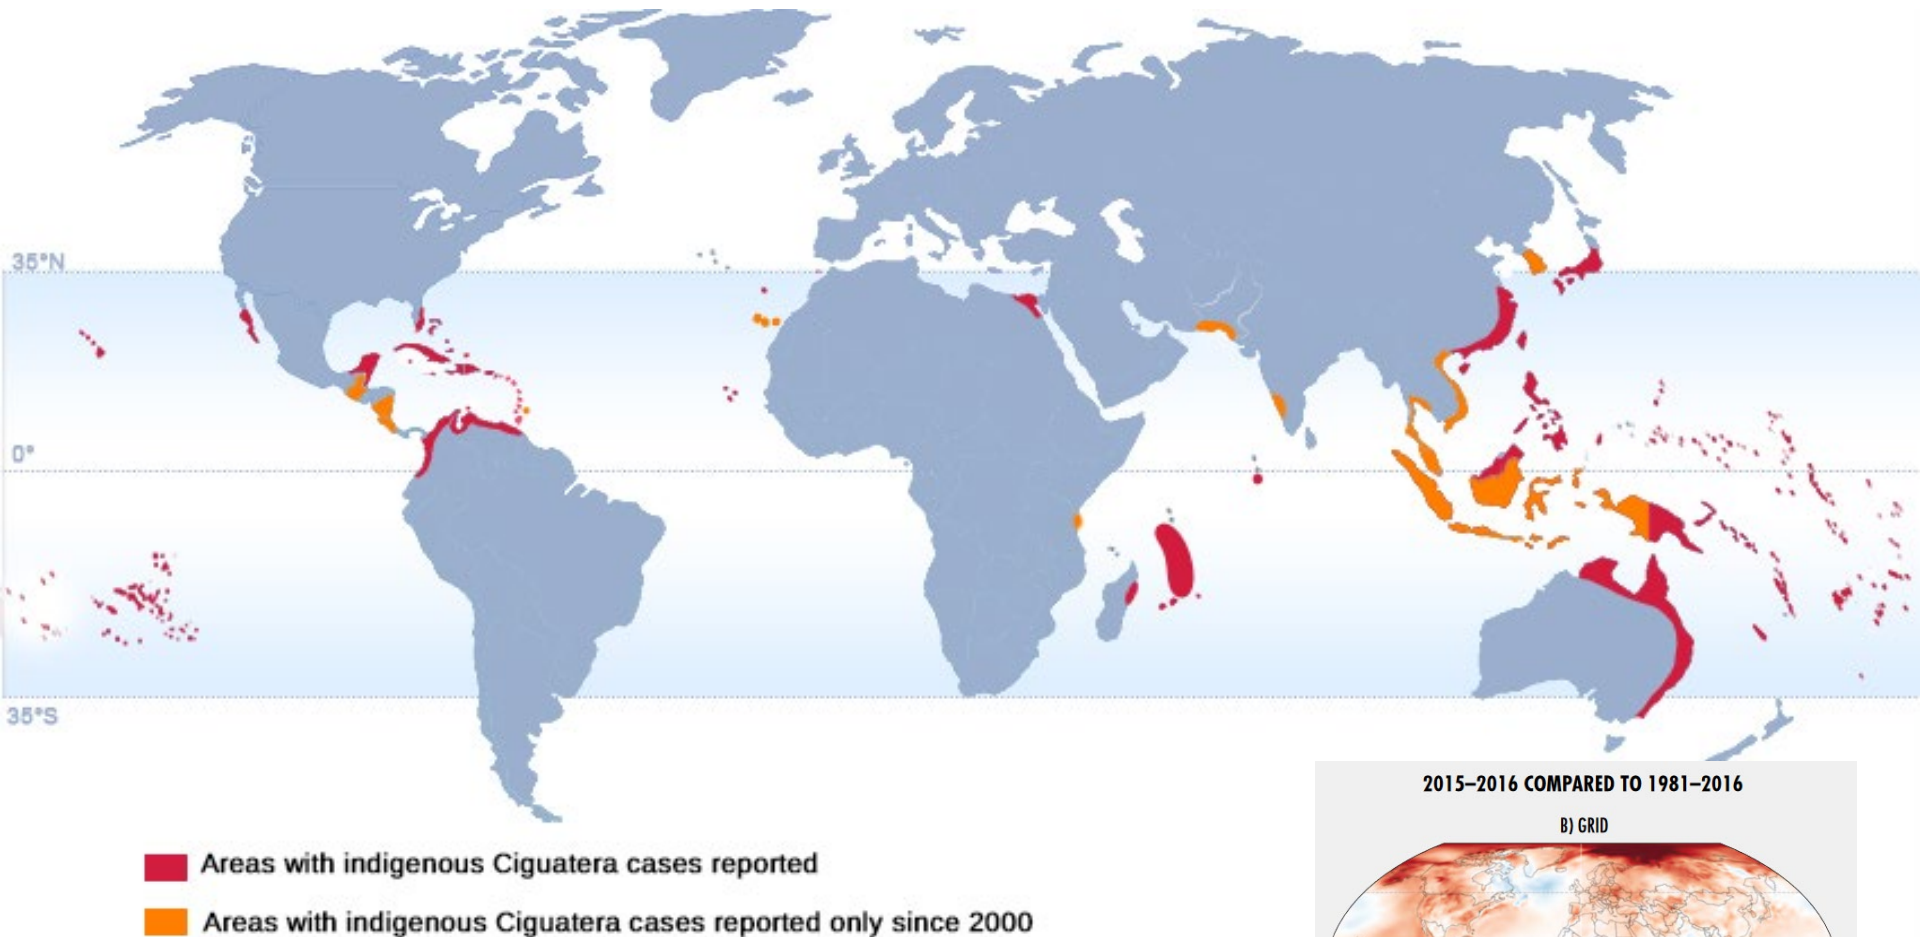 35°N
0°
35°S
2015–2016 COMPARED TO 1981–2016
B) GRID
Areas with indigenous Ciguatera cases reported
Areas with indigenous Ciguatera cases reported only since 2000